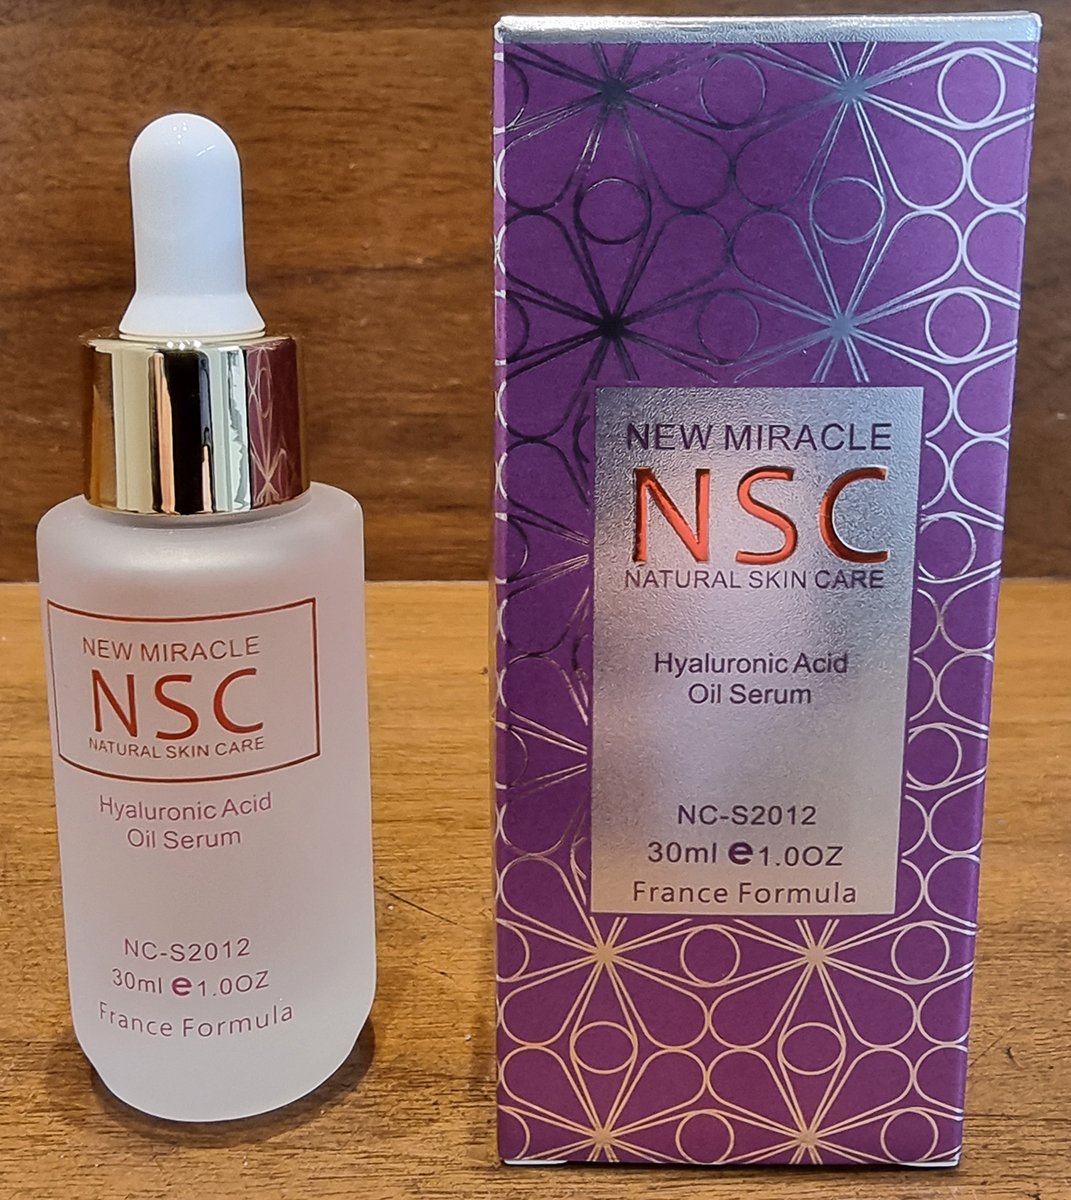 NEW MIRACLE
NSC
NATURAL SKIN CARE
Hyaluronic Acid
Oil Serum
NC-S2012
30ml e 1.0OZ
France Formula
NEW MIRACLE
NSC
NATURAL SKIN CARE
Hyaluronic Acid
Oil Serum
NC-S2012
30ml e 1.0OZ
France Formula